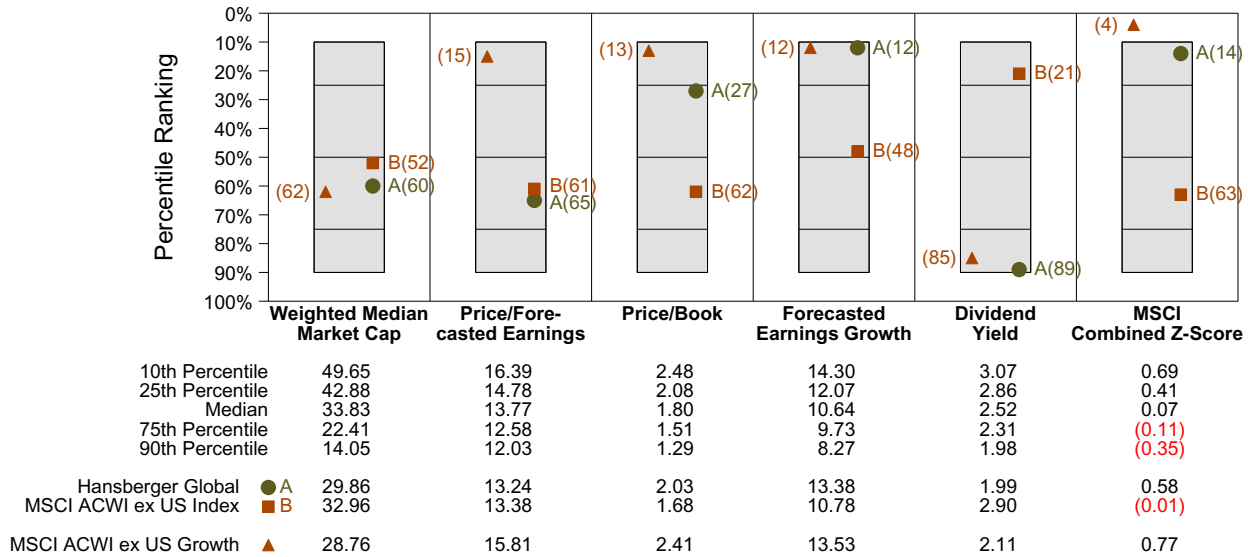 Percentile Ranking
0%
10%
20%
30%
40%
50%
60%
70%
80%
90%
100%
(62)
B(52)
A(60)
(15)
B(61)
A(65)
(13)
A(27)
B(62)
(12)
A(12)
B(48)
(85)
B(21)
A(89)
(4)
A(14)
B(63)
Weighted Median Price/Fore- Price/Book Forecasted Dividend MSCI
Market Cap casted Earnings Earnings Growth Yield Combined Z-Score
10th Percentile 49.65 16.39 2.48 14.30 3.07 0.69
25th Percentile 42.88 14.78 2.08 12.07 2.86 0.41
Median 33.83 13.77 1.80 10.64 2.52 0.07
75th Percentile 22.41 12.58 1.51 9.73 2.31 (0.11)
90th Percentile 14.05 12.03 1.29 8.27 1.98 (0.35)
Hansberger Global A 29.86 13.24 2.03 13.38 1.99 0.58
MSCI ACWI ex US Index B 32.96 13.38 1.68 10.78 2.90 (0.01)
MSCI ACWI ex US Growth 28.76 15.81 2.41 13.53 2.11 0.77